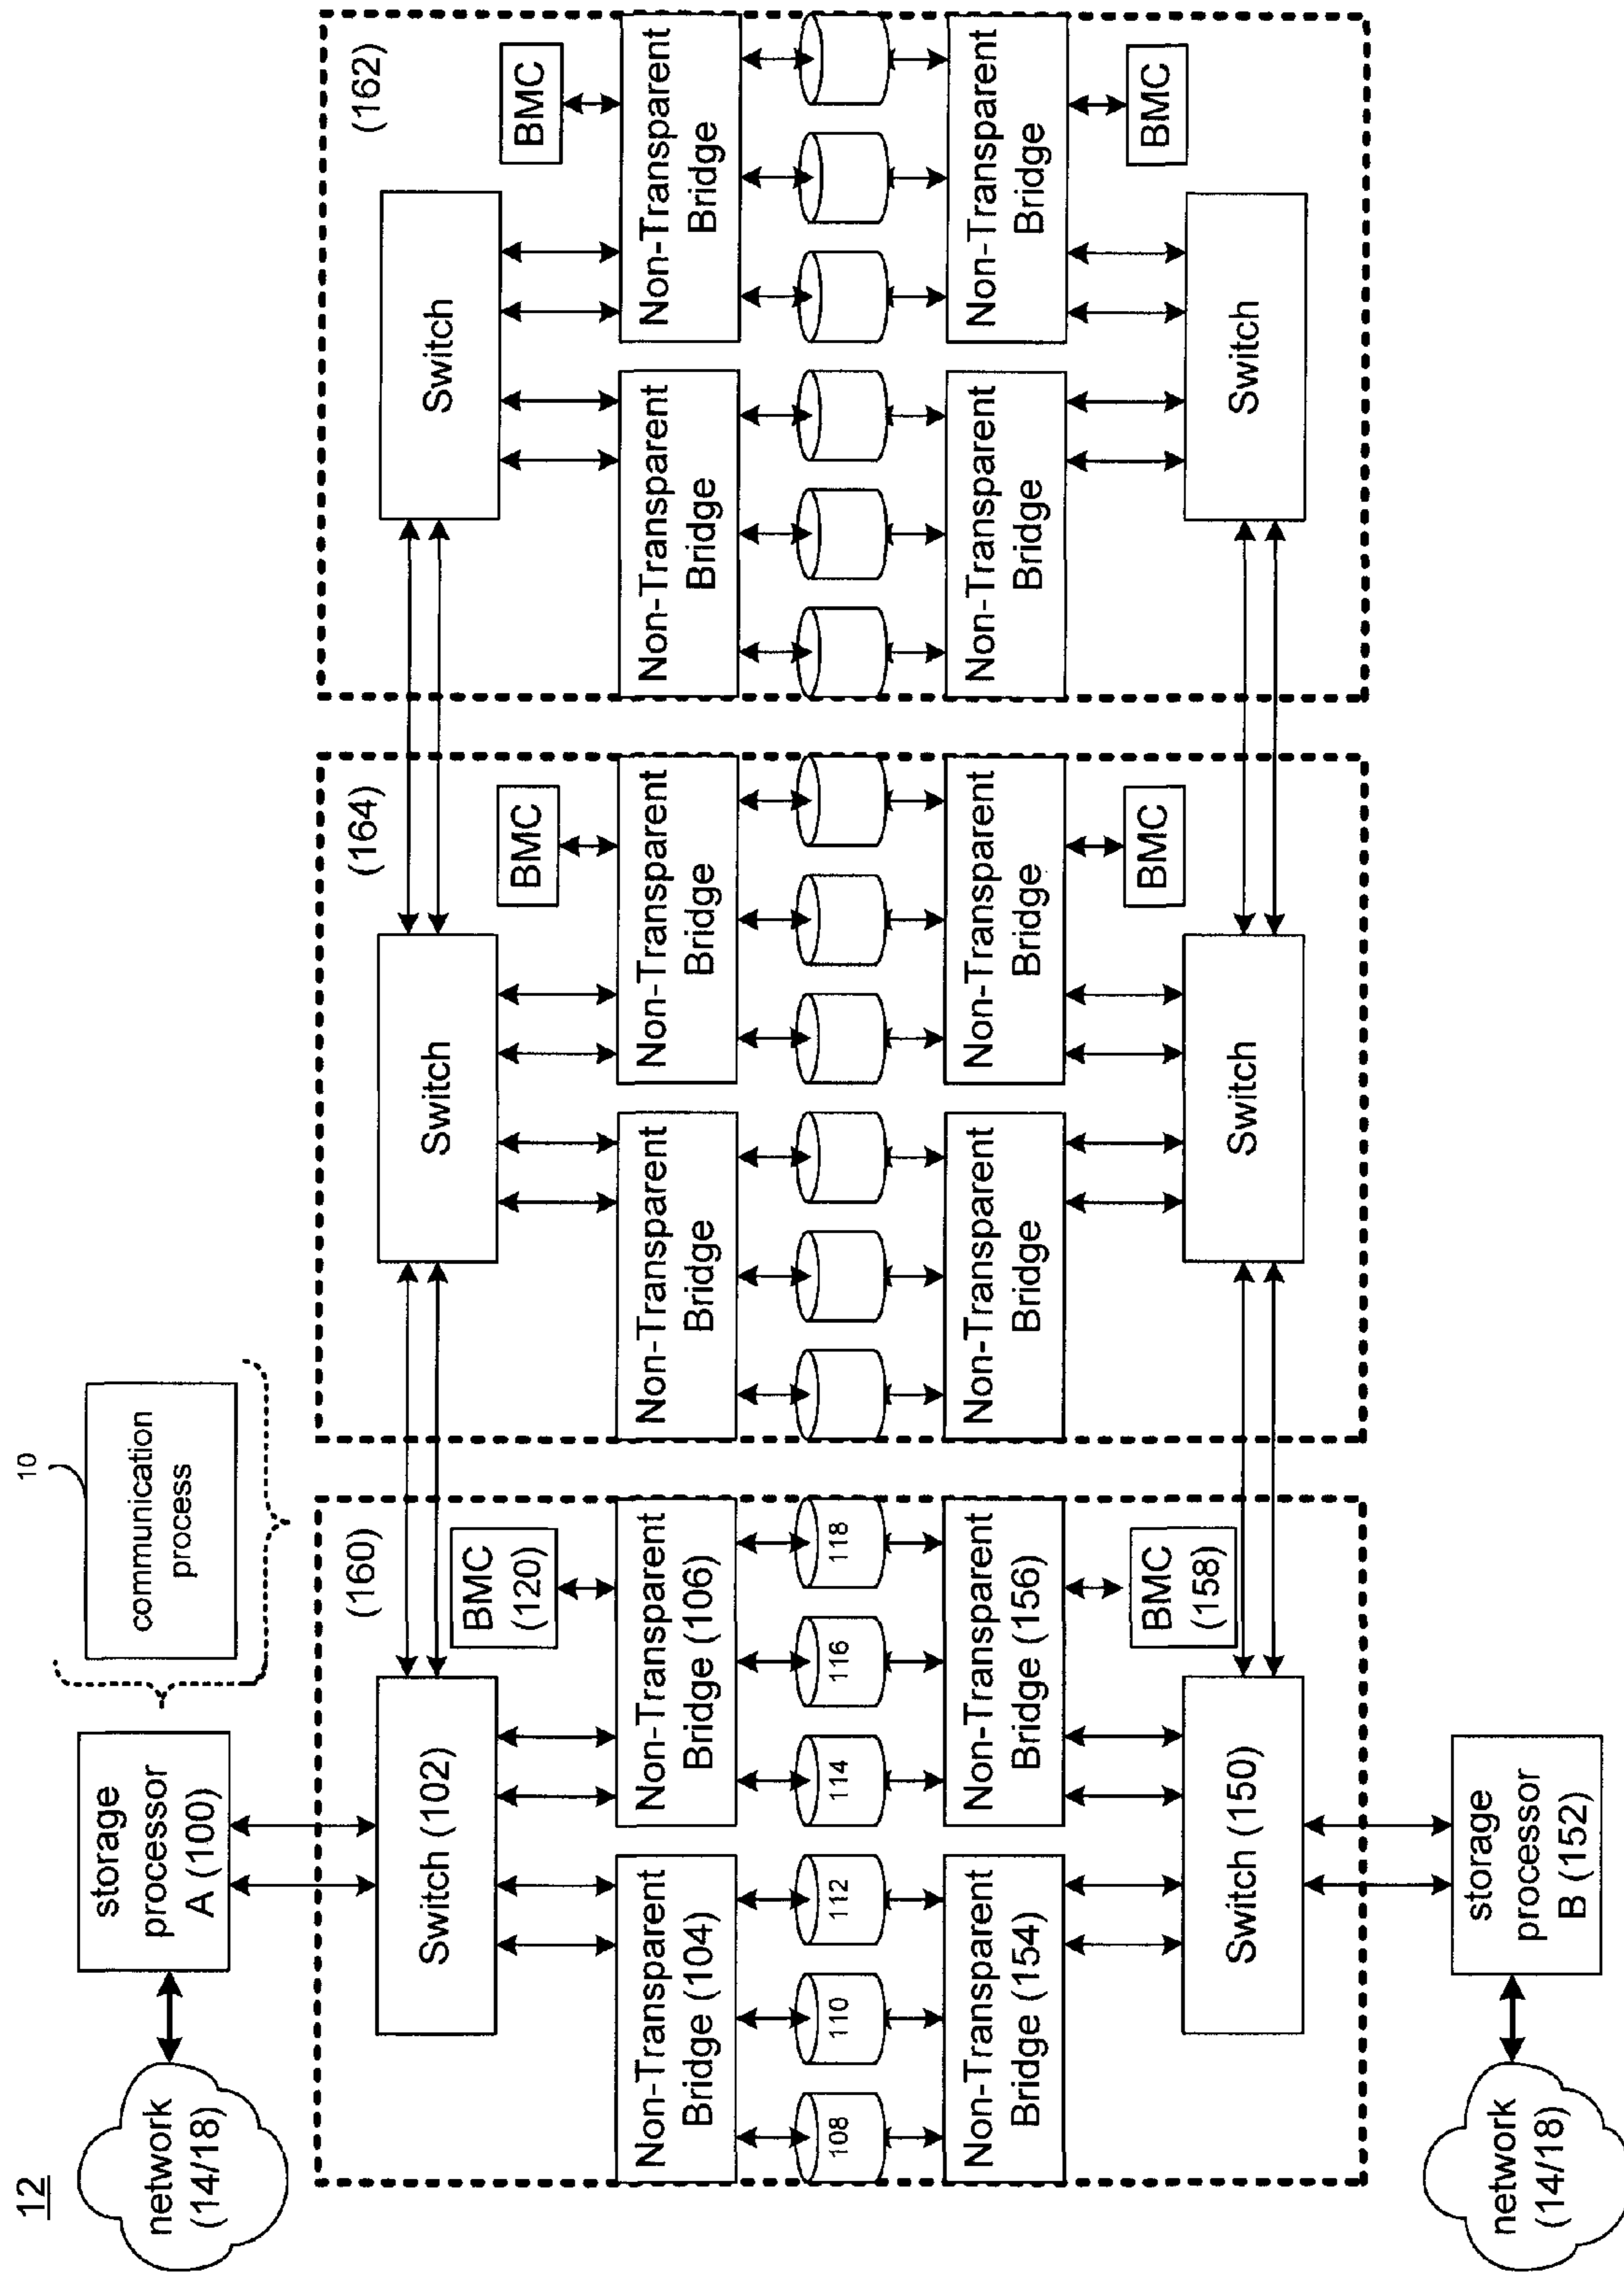 12
network
(14/18)
storage
processor
A (100)
10
communication
process
(160)
Switch (102)
BMC
(120)
Non-Transparent
Bridge (104)
Non-Transparent
Bridge (106)
108
110
112
114
116
118
Non-Transparent
Bridge (154)
Non-Transparent
Bridge (156)
BMC
(158)
Switch (150)
network
(14/18)
storage
processor
B (152)
(164)
Switch
BMC
Non-Transparent
Bridge
Non-Transparent
Bridge
Non-Transparent
Bridge
Non-Transparent
Bridge
BMC
Switch
(162)
Switch
BMC
Non-Transparent
Bridge
Non-Transparent
Bridge
Non-Transparent
Bridge
Non-Transparent
Bridge
BMC
Switch